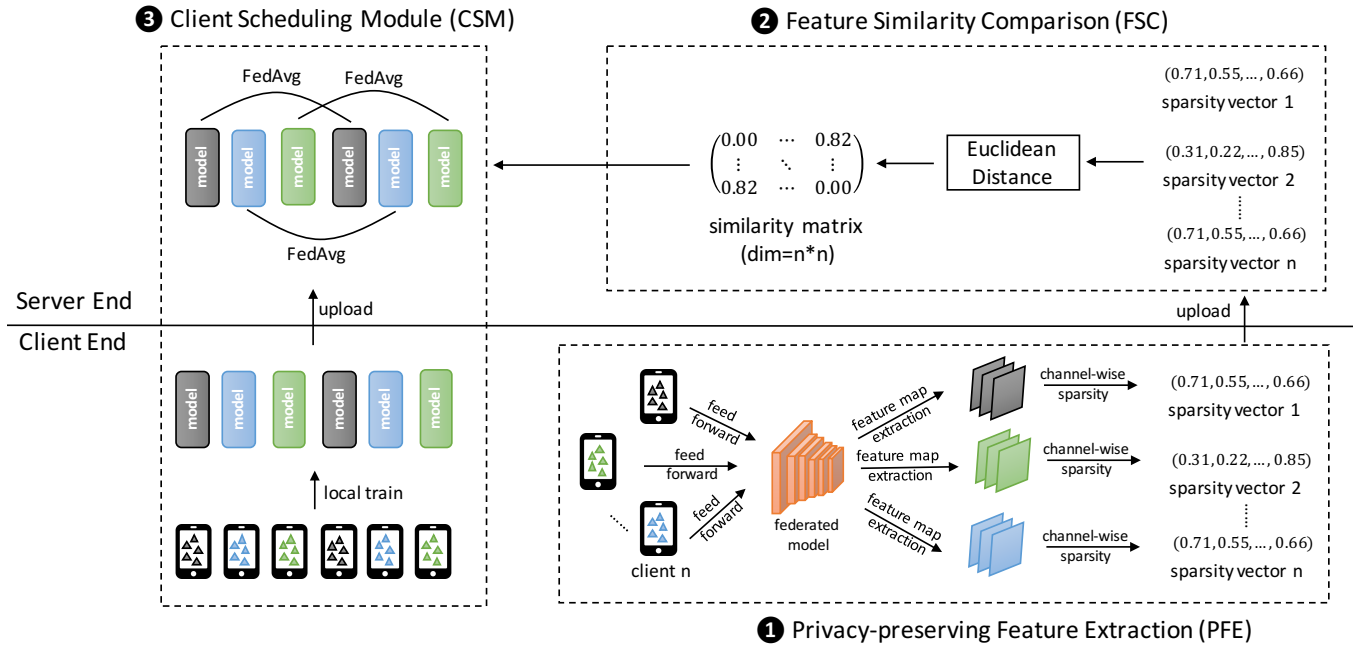 ❸ Client Scheduling Module (CSM)
FedAvg
FedAvg
model
model
model
model
model
model
FedAvg
upload
Server End
Client End
model
model
model
model
model
model
local train
❷ Feature Similarity Comparison (FSC)
(0.71, 0.55, ..., 0.66)
sparsity vector 1
(0.31, 0.22, ..., 0.85)
sparsity vector 2
(0.71, 0.55, ..., 0.66)
sparsity vector n
Euclidean
Distance
0.00 ⋯ 0.82
⋮ ⋱ ⋮
0.82 ⋯ 0.00
similarity matrix
(dim=n*n)
upload
feed
forward
feed
forward
feed
forward
client n
federated
model
feature map
extraction
feature map
extraction
feature map
extraction
channel-wise
sparsity
channel-wise
sparsity
channel-wise
sparsity
(0.71, 0.55, ..., 0.66)
sparsity vector 1
(0.31, 0.22, ..., 0.85)
sparsity vector 2
(0.71, 0.55, ..., 0.66)
sparsity vector n
❶ Privacy-preserving Feature Extraction (PFE)